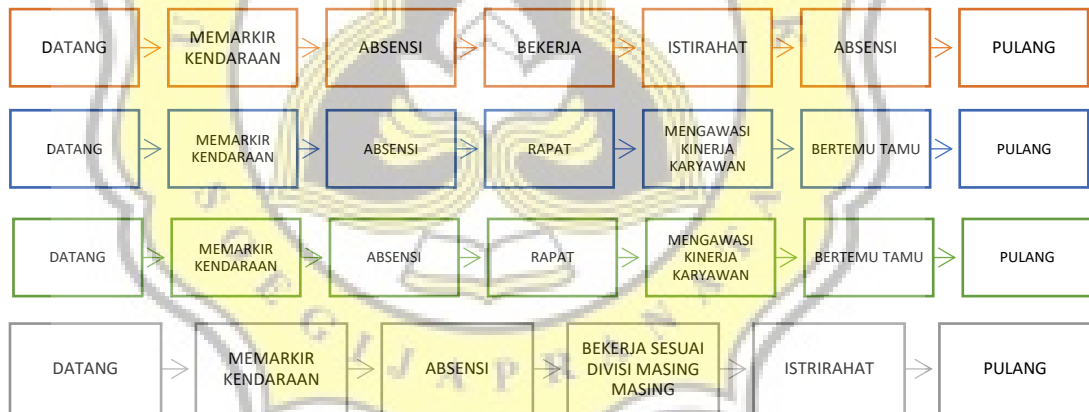 DATANG
MEMARKIR
KENDARAAN
ABSENSI
BEKERJA
ISTIRAHAT
ABSENSI
PULANG
DATANG
MEMARKIR
KENDARAAN
ABSENSI
RAPAT
MENGAWASI
KINERJA
KARYAWAN
BERTEMU TAMU
PULANG
DATANG
MEMARKIR
KENDARAAN
ABSENSI
RAPAT
MENGAWASI
KINERJA
KARYAWAN
BERTEMU TAMU
PULANG
DATANG
MEMARKIR
KENDARAAN
ABSENSI
BEKERJA SESUAI
DIVISI MASING
MASING
ISTRIRAHAT
PULANG
SOEGIJAPRANATA